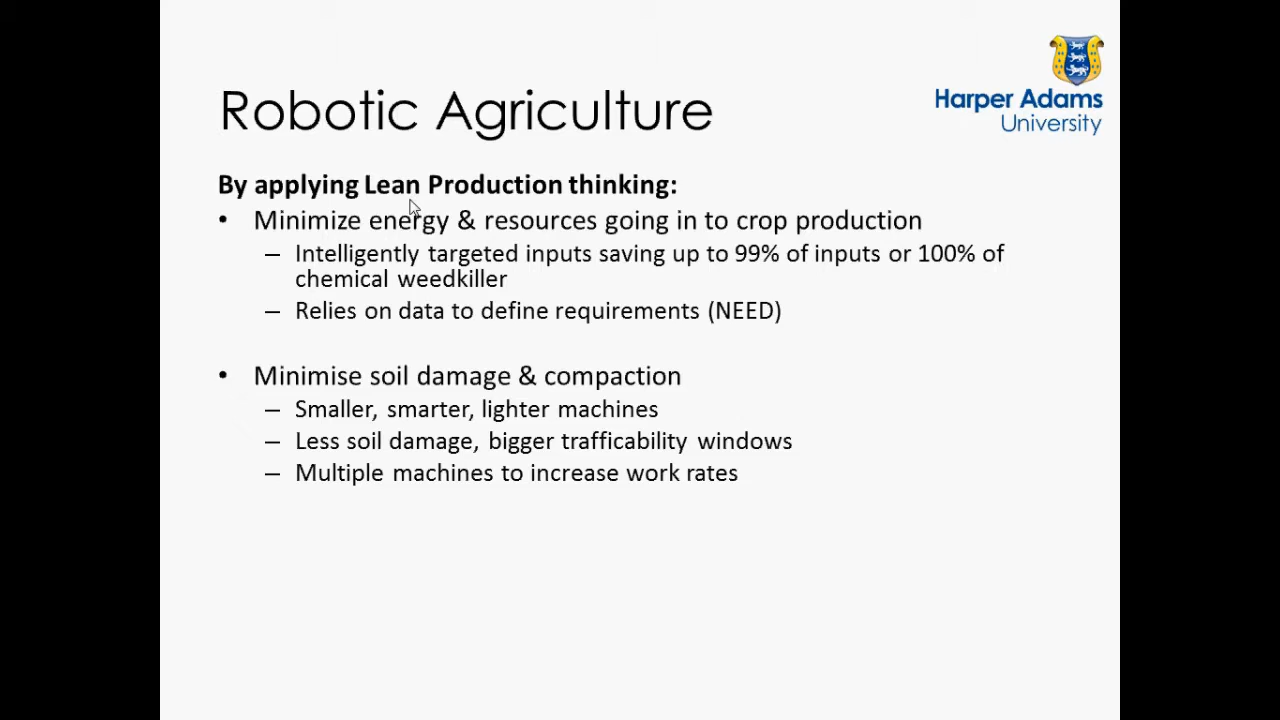 Robotic Agriculture
Harper Adams
University
By applying Lean Production thinking:
• Minimize energy & resources going in to crop production
– Intelligently targeted inputs saving up to 99% of inputs or 100% of
chemical weedkiller
– Relies on data to define requirements (NEED)
• Minimise soil damage & compaction
– Smaller, smarter, lighter machines
– Less soil damage, bigger trafficability windows
– Multiple machines to increase work rates